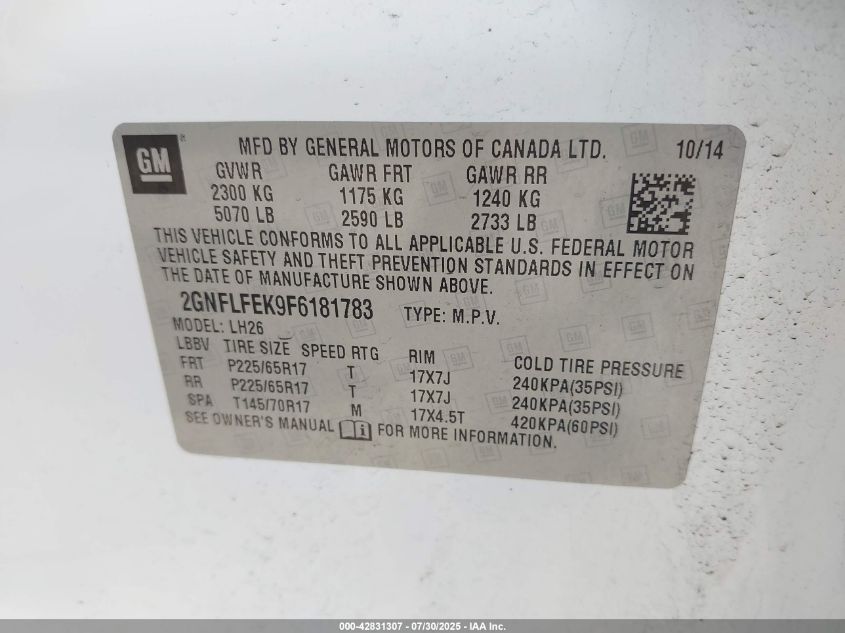 GM
MFD BY GENERAL MOTORS OF CANADA LTD. 10/14
GVWR GAWR FRT GAWR RR
2300 KG 1175 KG 1240 KG
5070 LB 2590 LB 2733 LB
THIS VEHICLE CONFORMS TO ALL APPLICABLE U.S. FEDERAL MOTOR
VEHICLE SAFETY AND THEFT PREVENTION STANDARDS IN EFFECT ON
THE DATE OF MANUFACTURE SHOWN ABOVE.
2GNFLFEK9F6181783 TYPE: M.P.V.
MODEL: LH26
LBBV TIRE SIZE SPEED RTG RIM COLD TIRE PRESSURE
FRT P225/65R17 T 17X7J 240KPA(35PSI)
RR P225/65R17 T 17X7J 240KPA(35PSI)
SPA T145/70R17 M 17X4.5T 420KPA(60PSI)
SEE OWNER'S MANUAL FOR MORE INFORMATION.
000-42831307 - 07/30/2025 - IAA Inc.